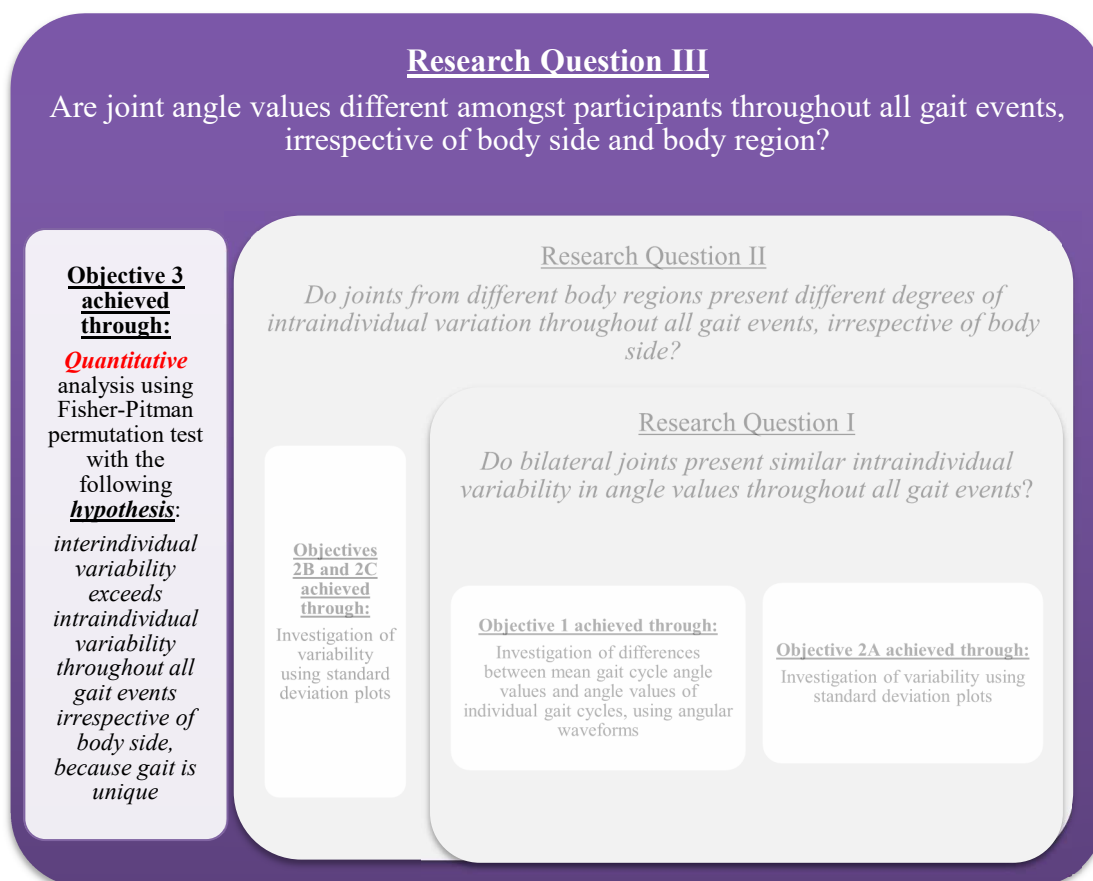 Research Question III
Are joint angle values different amongst participants throughout all gait events,
irrespective of body side and body region?
Objective 3
achieved
through:
Quantitative
analysis using
Fisher-Pitman
permutation test
with the
following
hypothesis:
interindividual
variability
exceeds
intraindividual
variability
throughout all
gait events
irrespective of
body side,
because gait is
unique
Research Question II
Do joints from different body regions present different degrees of
intraindividual variation throughout all gait events, irrespective of body
side?
Objectives
2B and 2C
achieved
through:
Investigation of
variability
using standard
deviation plots
Research Question I
Do bilateral joints present similar intraindividual
variability in angle values throughout all gait events?
Objective 1 achieved through:
Investigation of differences
between mean gait cycle angle
values and angle values of
individual gait cycles, using angular
waveforms
Objective 2A achieved through:
Investigation of variability using
standard deviation plots